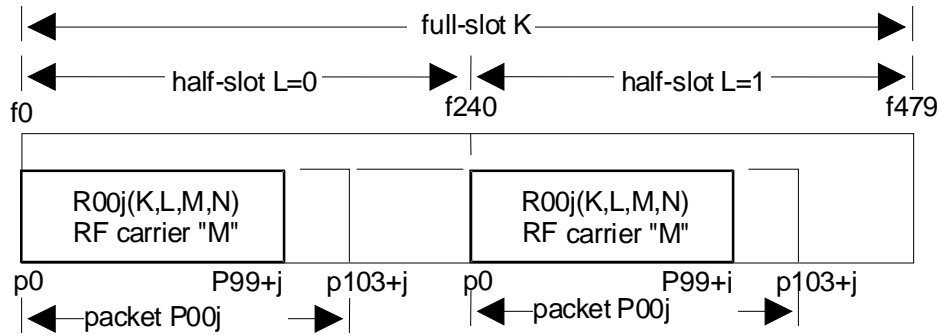 full-slot K
half-slot L=0 half-slot L=1
f0 f240 f479
R00j(K,L,M,N) R00j(K,L,M,N)
RF carrier "M" RF carrier "M"
p0 P99+j p103+j p0 P99+j p103+j
packet P00j packet P00j